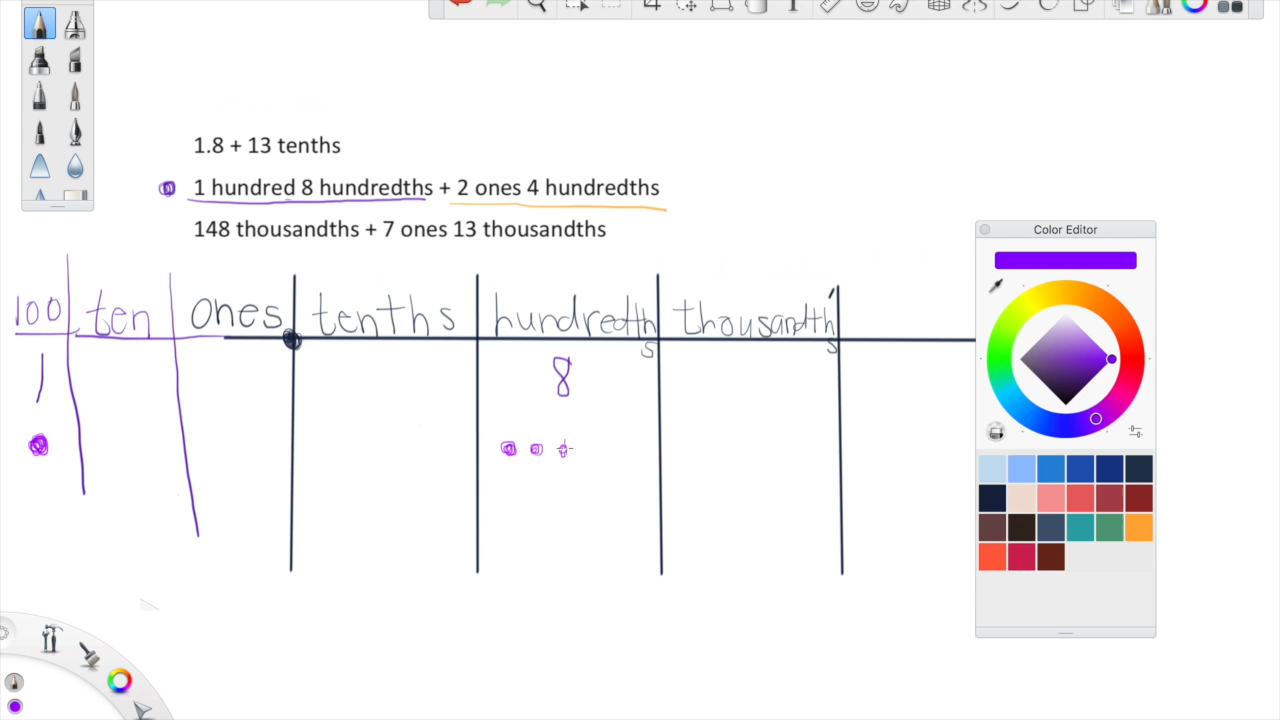 1.8 + 13 tenths
1 hundred 8 hundredths + 2 ones 4 hundredths
148 thousandths + 7 ones 13 thousandths
Color Editor
100 ten ones tenths hundredths thousandths
1 8